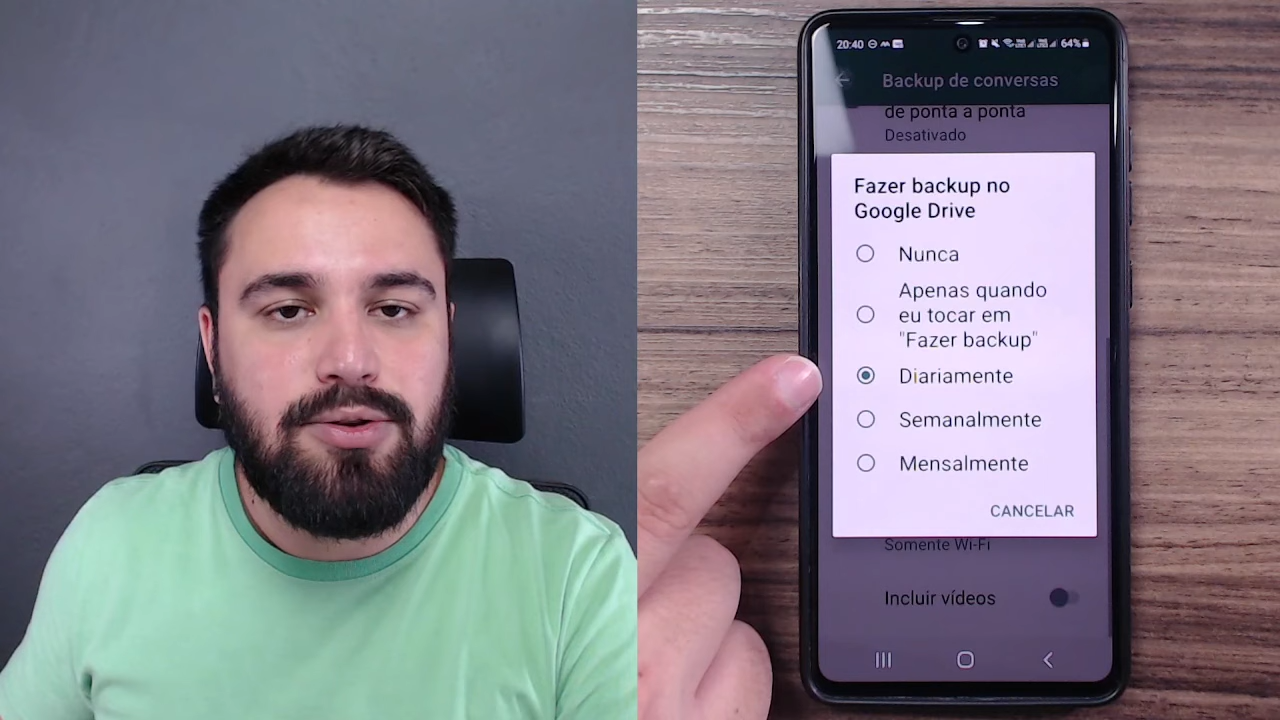 20:40
64%
Backup de conversas
de ponta a ponta
Desativado
Fazer backup no
Google Drive
Nunca
Apenas quando
eu tocar em
"Fazer backup"
Diariamente
Semanalmente
Mensalmente
CANCELAR
Somente Wi-Fi
Incluir vídeos